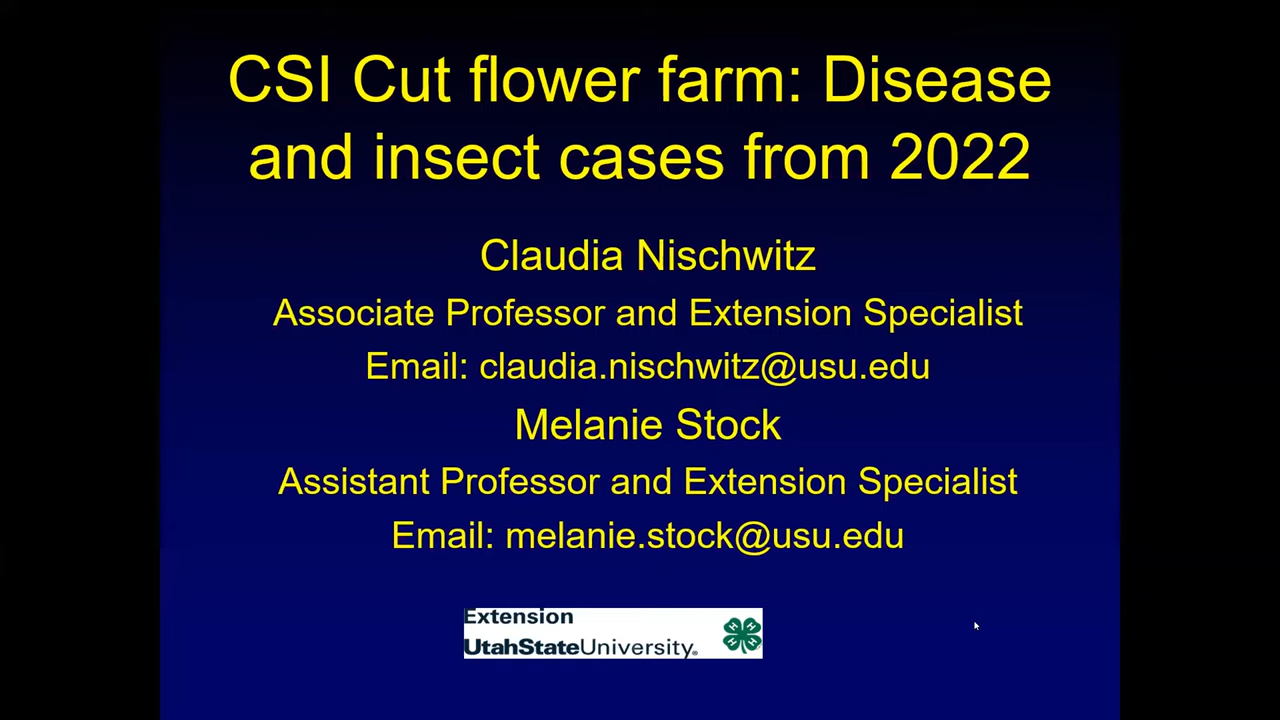 CSI Cut flower farm: Disease
and insect cases from 2022
Claudia Nischwitz
Associate Professor and Extension Specialist
Email: claudia.nischwitz@usu.edu
Melanie Stock
Assistant Professor and Extension Specialist
Email: melanie.stock@usu.edu
Extension
UtahStateUniversity®
H H
H H